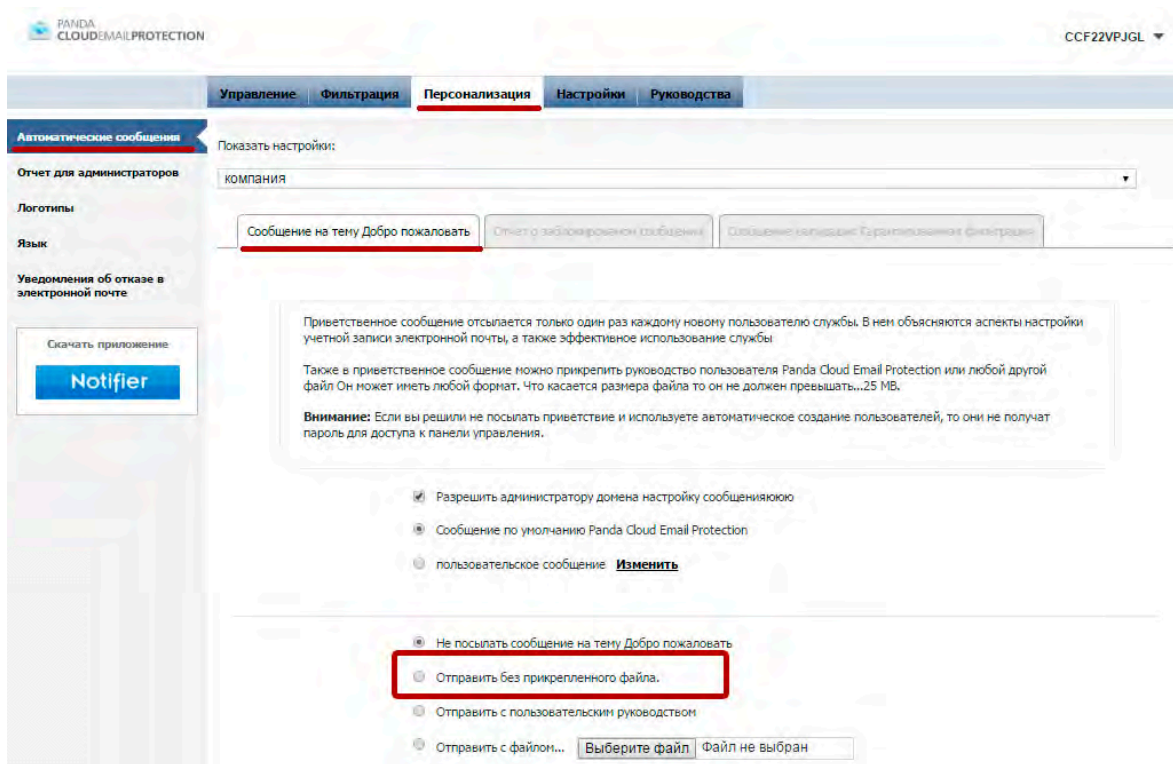 PANDA
CLOUDEMAILPROTECTION
CCF22VPJGL
Управление Фильтрация Персонализация Настройки Руководства
Автоматические сообщения
Отчет для администраторов
Логотипы
Язык
Уведомления об отказе в
электронной почте
Скачать приложение
Notifier
Показать настройки:
компания
Сообщение на тему Добро пожаловать Отчет о заблокированом сообщении Гарантированная фильтрация
Приветственное сообщение отсылается только один раз каждому новому пользователю службы. В нем объясняются аспекты настройки
учетной записи электронной почты, а также эффективное использование службы
Также в приветственное сообщение можно прикрепить руководство пользователя Panda Cloud Email Protection или любой другой
файл Он может иметь любой формат. Что касается размера файла то он не должен превышать...25 MB.
Внимание: Если вы решили не посылать приветствие и используете автоматическое создание пользователей, то они не получат
пароль для доступа к панели управления.
Разрешить администратору домена настройку сообщенияююю
Сообщение по умолчанию Panda Cloud Email Protection
пользовательское сообщение Изменить
Не посылать сообщение на тему Добро пожаловать
Отправить без прикрепленного файла.
Отправить с пользовательским руководством
Отправить с файлом... Выберите файл Файл не выбран